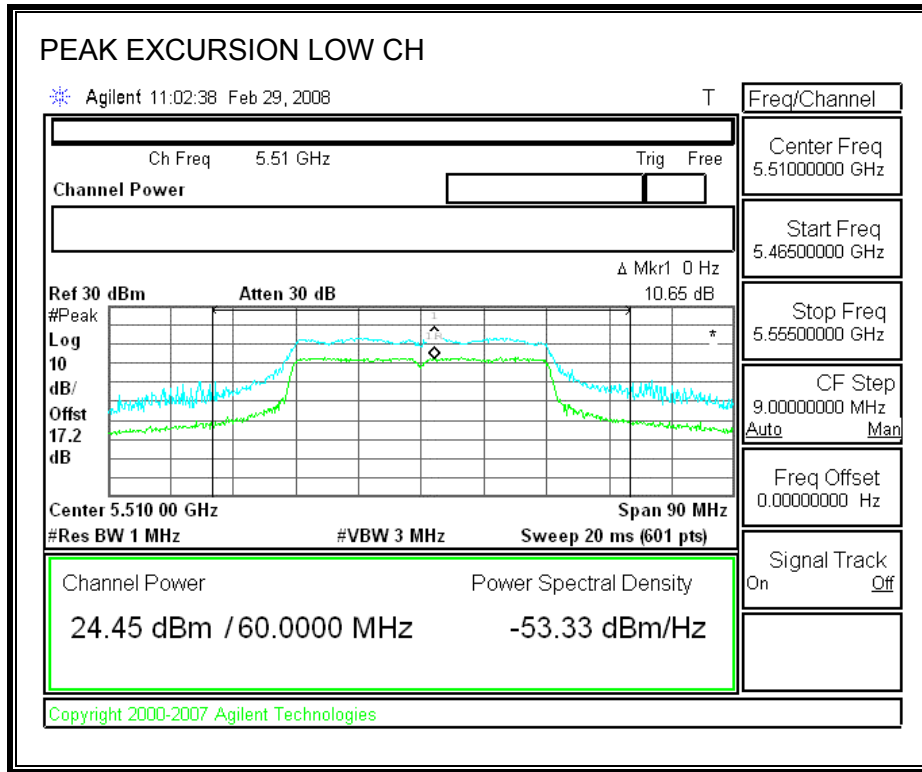 PEAK EXCURSION LOW CH
Agilent 11:02:38 Feb 29, 2008 T
Ch Freq 5.51 GHz Trig Free
Channel Power
Δ Mkr1 0 Hz
Ref 30 dBm Atten 30 dB 10.65 dB
#Peak
Log
10
dB/
Offst
17.2
dB
1
1R
*
Center 5.510 00 GHz Span 90 MHz
#Res BW 1 MHz #VBW 3 MHz Sweep 20 ms (601 pts)
Channel Power Power Spectral Density
24.45 dBm / 60.0000 MHz -53.33 dBm/Hz
Copyright 2000-2007 Agilent Technologies
Freq/Channel
Center Freq
5.51000000 GHz
Start Freq
5.46500000 GHz
Stop Freq
5.55500000 GHz
CF Step
9.00000000 MHz
Auto Man
Freq Offset
0.00000000 Hz
Signal Track
On Off